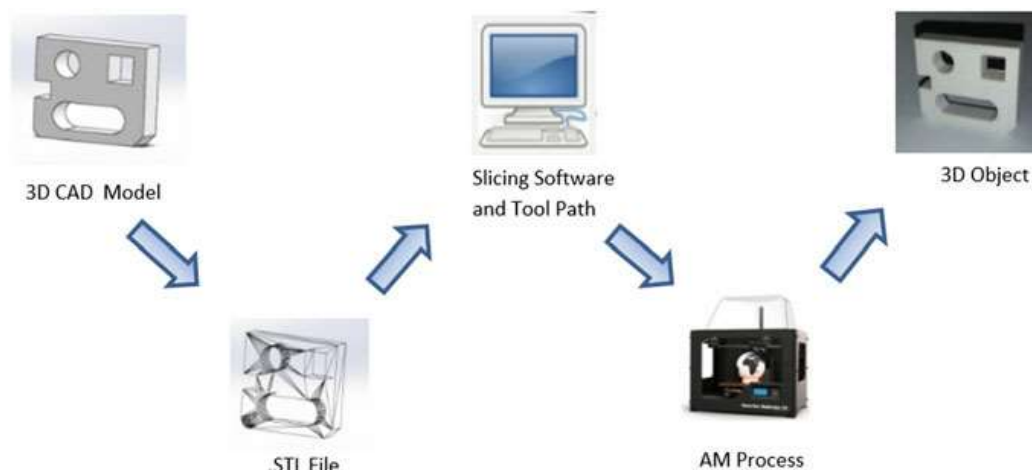 3D CAD Model
Slicing Software
and Tool Path
3D Object
.STL File
AM Process